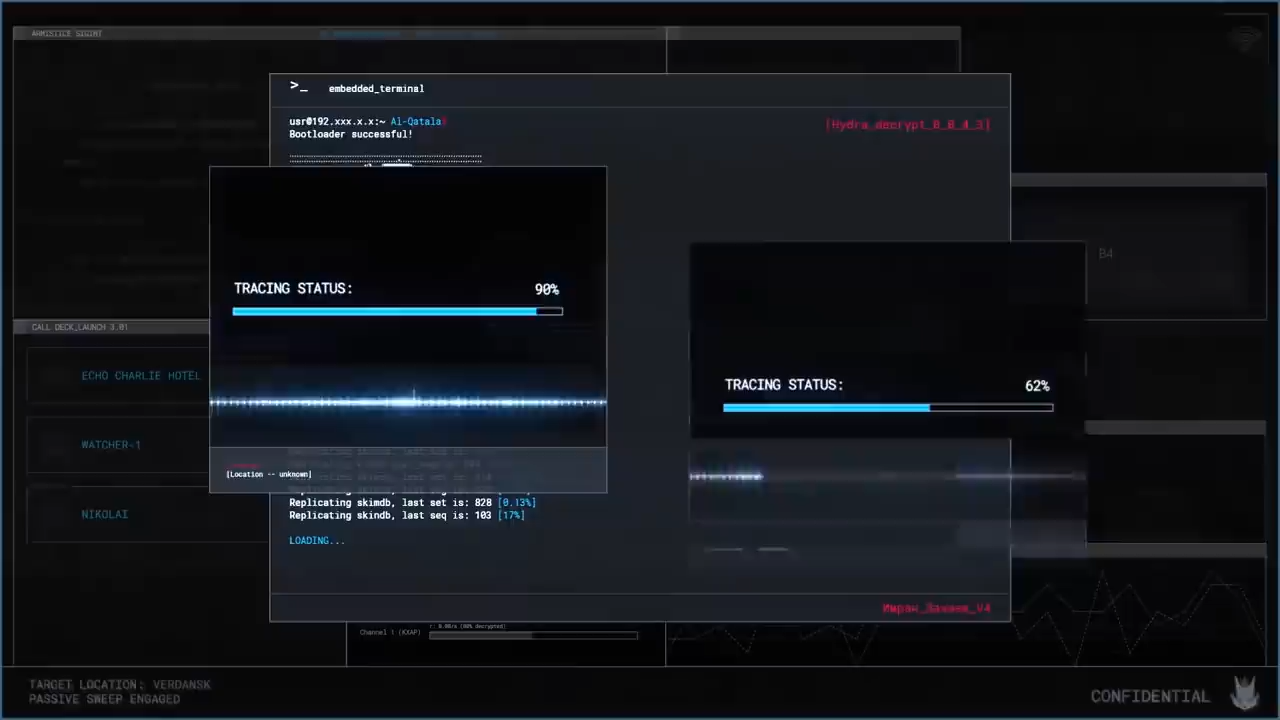 ARMISTICE SIGINT
>_ embedded_terminal
usr@192.xxx.x.x:~ Al-Qatala
Bootloader successful!
[Hydra_decrypt_0_0_4_3]
TRACING STATUS: 90%
[Location -- unknown]
TRACING STATUS: 62%
B4
CALL DECK_LAUNCH 3.01
ECHO CHARLIE HOTEL
WATCHER-1
NIKOLAI
Replicating skimdb, last set is: 828 [0.13%]
Replicating skindb, last seq is: 103 [17%]
LOADING...
Имран_Захаев_V4
Channel 1 (KXAP)
TARGET LOCATION: VERDANSK
PASSIVE SWEEP ENGAGED
CONFIDENTIAL